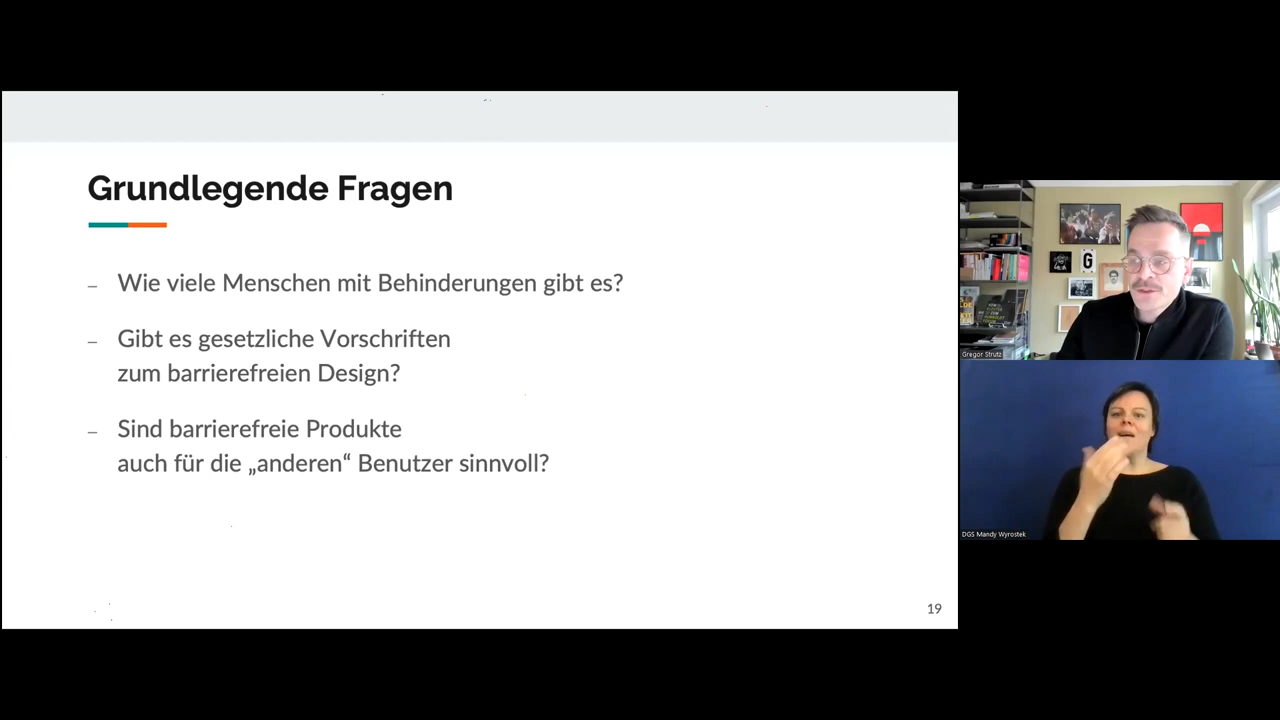 Grundlegende Fragen
– Wie viele Menschen mit Behinderungen gibt es?
– Gibt es gesetzliche Vorschriften
zum barrierefreien Design?
– Sind barrierefreie Produkte
auch für die „anderen“ Benutzer sinnvoll?
19
G
Gregor Strutz
DGS Mandy Wyrostek